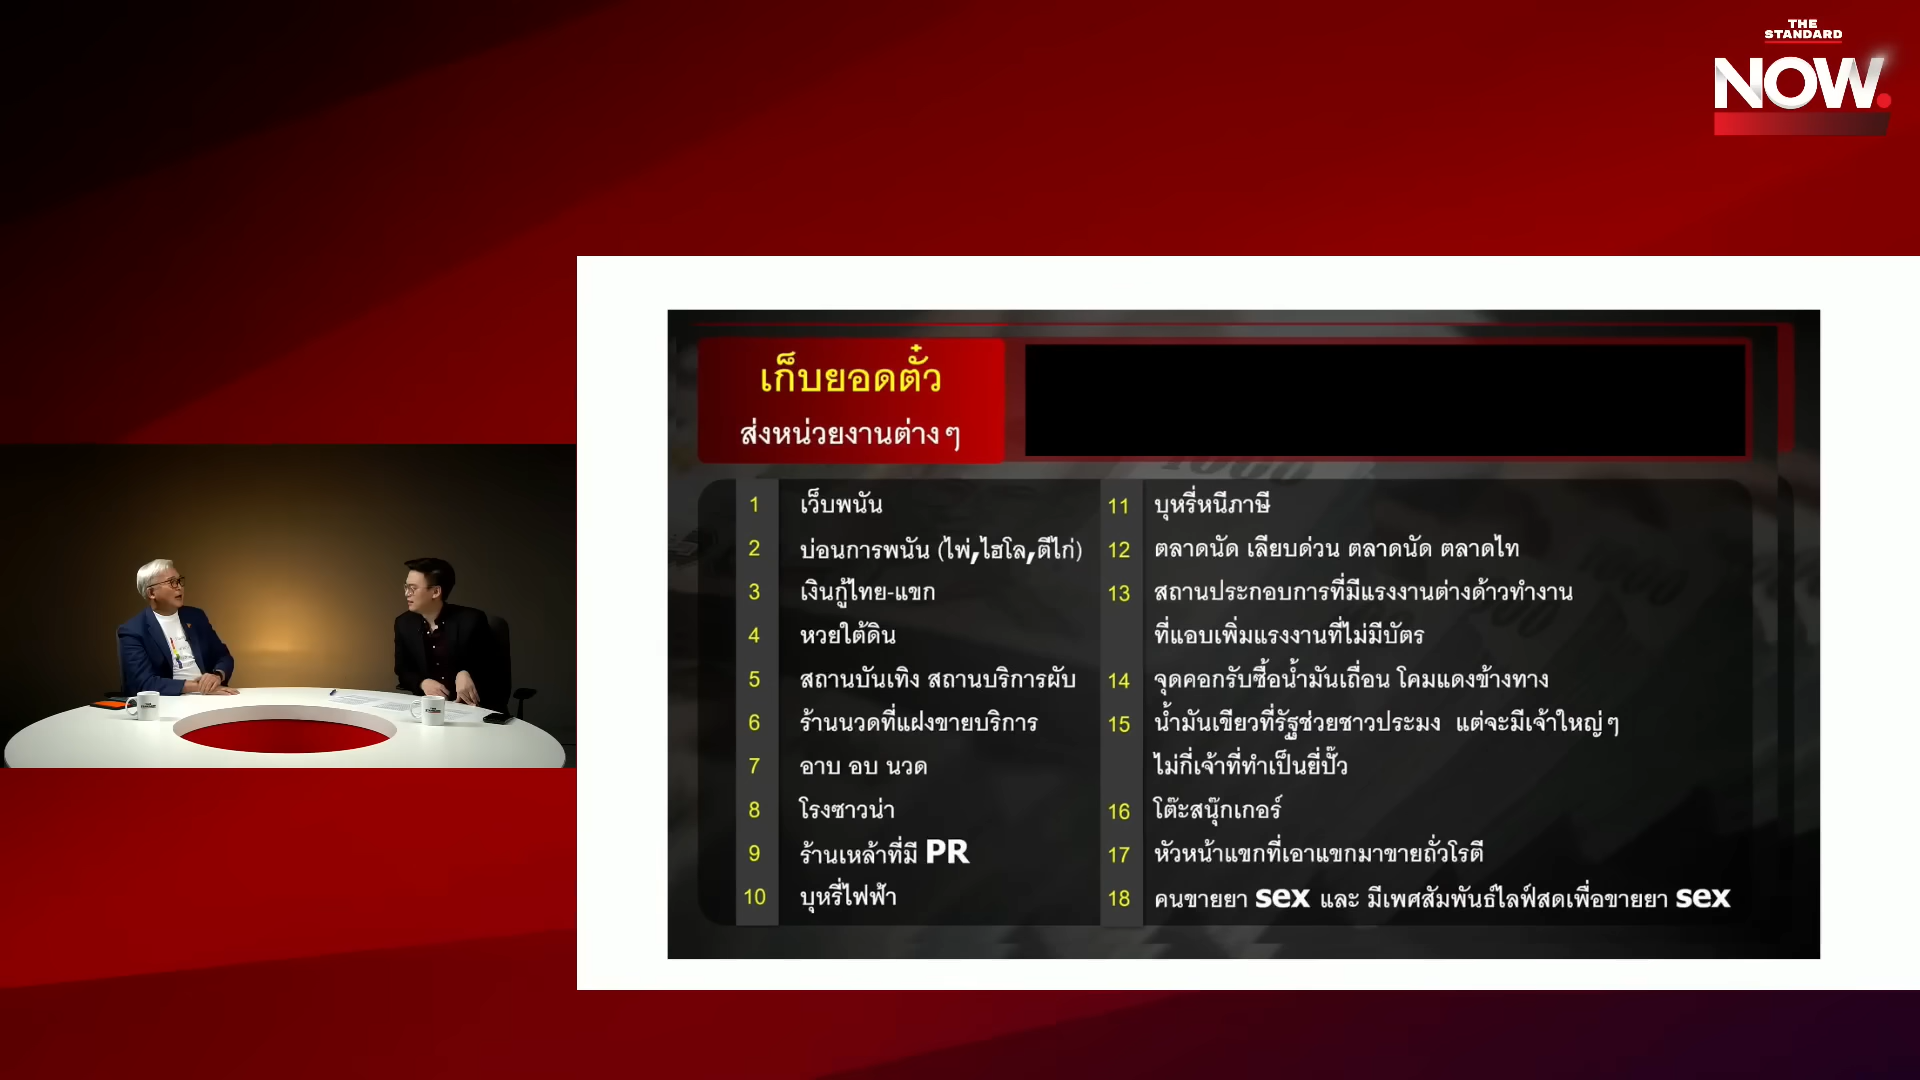 THE
STANDARD
NOW.
เก็บยอดตั๋ว
ส่งหน่วยงานต่างๆ
1 เว็บพนัน
2 บ่อนการพนัน (ไพ่,ไฮโล,ตีไก่)
3 เงินกู้ไทย-แขก
4 หวยใต้ดิน
5 สถานบันเทิง สถานบริการผับ
6 ร้านนวดที่แฝงขายบริการ
7 อาบ อบ นวด
8 โรงซาวน่า
9 ร้านเหล้าที่มี PR
10 บุหรี่ไฟฟ้า
11 บุหรี่หนีภาษี
12 ตลาดนัด เลียบด่วน ตลาดนัด ตลาดไท
13 สถานประกอบการที่มีแรงงานต่างด้าวทำงาน
ที่แอบเพิ่มแรงงานที่ไม่มีบัตร
14 จุดคอกรับซื้อน้ำมันเถื่อน โคมแดงข้างทาง
15 น้ำมันเขียวที่รัฐช่วยชาวประมง แต่จะมีเจ้าใหญ่ๆ
ไม่กี่เจ้าที่ทำเป็นยี่ปั๊ว
16 โต๊ะสนุ๊กเกอร์
17 หัวหน้าแขกที่เอาแขกมาขายถั่วโรตี
18 คนขายยา sex และ มีเพศสัมพันธ์ไลฟ์สดเพื่อขายยา sex